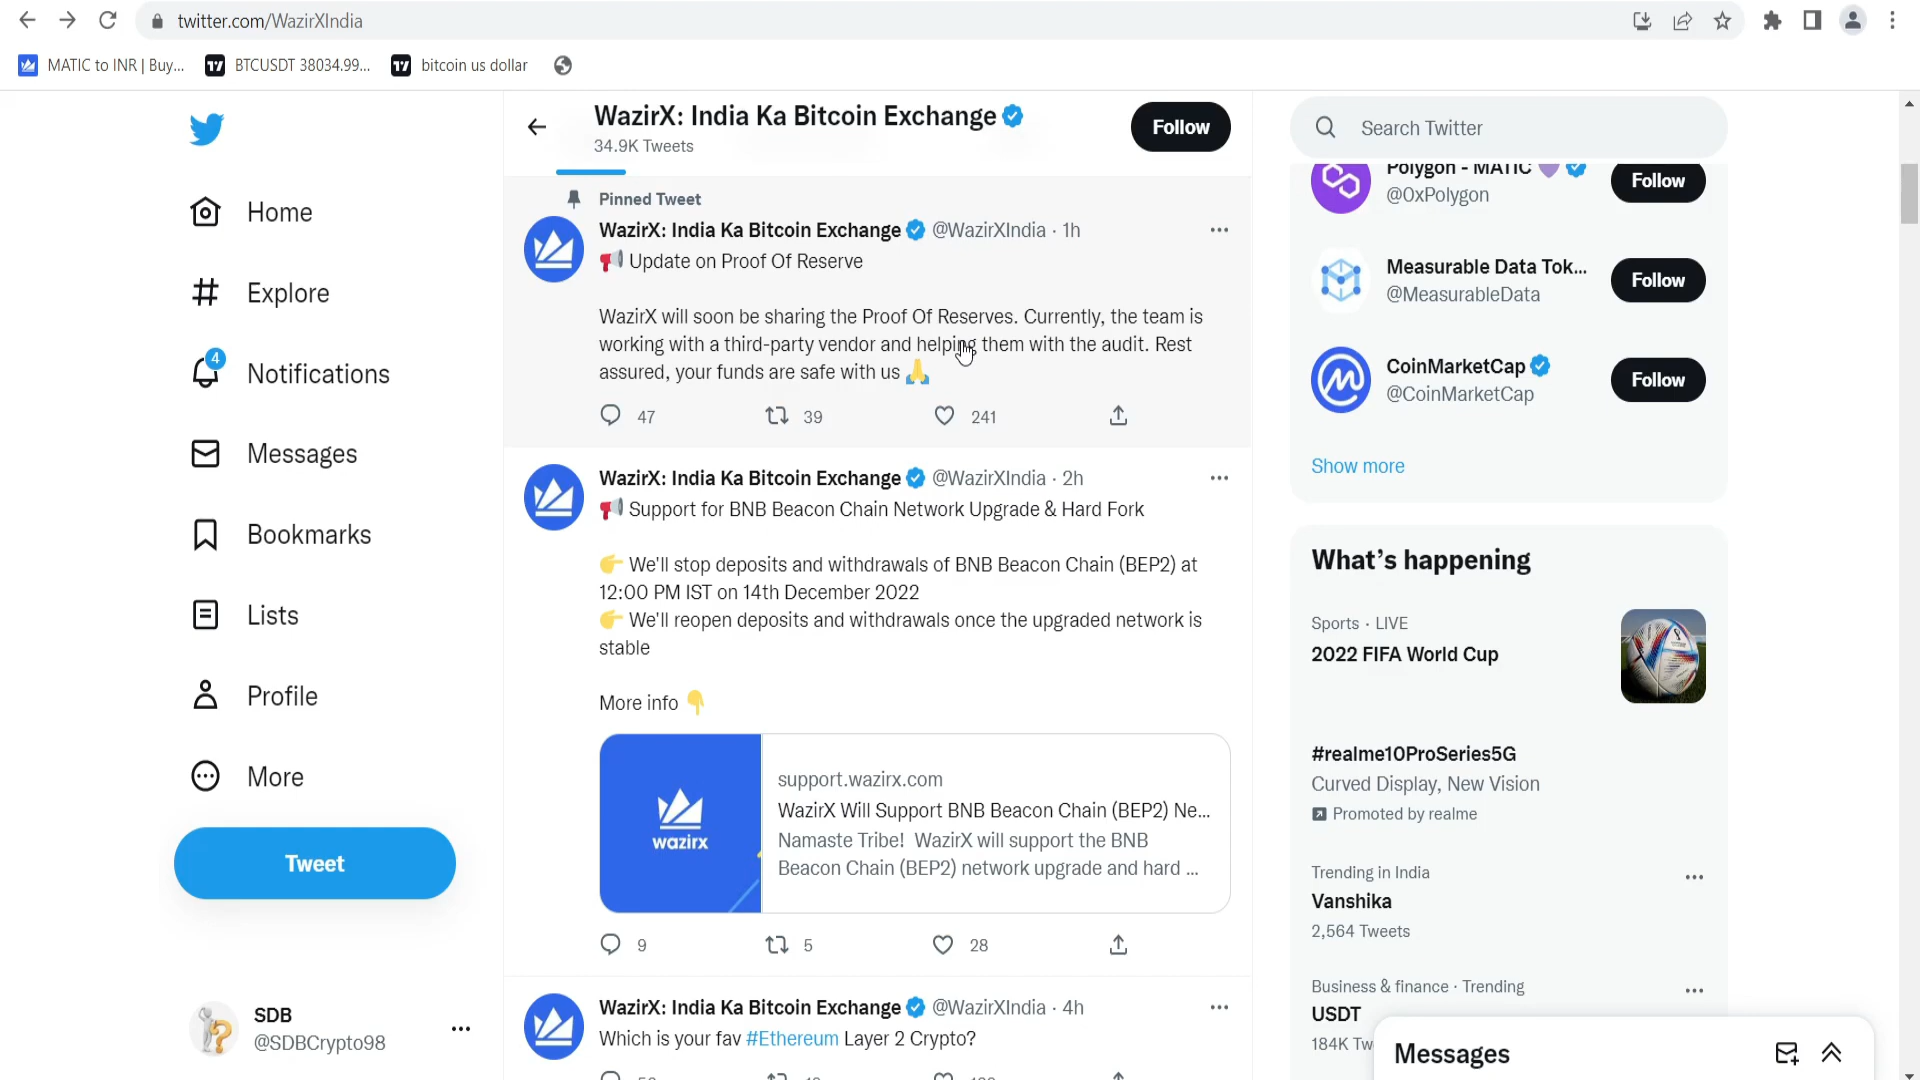 twitter.com/WazirXIndia
MATIC to INR | Buy...
BTCUSDT 38034.99...
bitcoin us dollar
Home
Explore
4
Notifications
Messages
Bookmarks
Lists
Profile
More
Tweet
SDB
@SDBCrypto98
WazirX: India Ka Bitcoin Exchange
34.9K Tweets
Follow
Pinned Tweet
WazirX: India Ka Bitcoin Exchange @WazirXIndia · 1h
📢 Update on Proof Of Reserve
WazirX will soon be sharing the Proof Of Reserves. Currently, the team is
working with a third-party vendor and helping them with the audit. Rest
assured, your funds are safe with us 🙏
47 39 241
WazirX: India Ka Bitcoin Exchange @WazirXIndia · 2h
📢 Support for BNB Beacon Chain Network Upgrade & Hard Fork
👉 We'll stop deposits and withdrawals of BNB Beacon Chain (BEP2) at
12:00 PM IST on 14th December 2022
👉 We'll reopen deposits and withdrawals once the upgraded network is
stable
More info 👇
wazirx
support.wazirx.com
WazirX Will Support BNB Beacon Chain (BEP2) Ne...
Namaste Tribe! WazirX will support the BNB
Beacon Chain (BEP2) network upgrade and hard ...
9 5 28
WazirX: India Ka Bitcoin Exchange @WazirXIndia · 4h
Which is your fav #Ethereum Layer 2 Crypto?
Search Twitter
Polygon - MATIC 💜
@0xPolygon
Follow
Measurable Data Tok...
@MeasurableData
Follow
CoinMarketCap
@CoinMarketCap
Follow
Show more
What's happening
Sports · LIVE
2022 FIFA World Cup
#realme10ProSeries5G
Curved Display, New Vision
Promoted by realme
Trending in India
Vanshika
2,564 Tweets
Business & finance · Trending
USDT
184K Tw
Messages